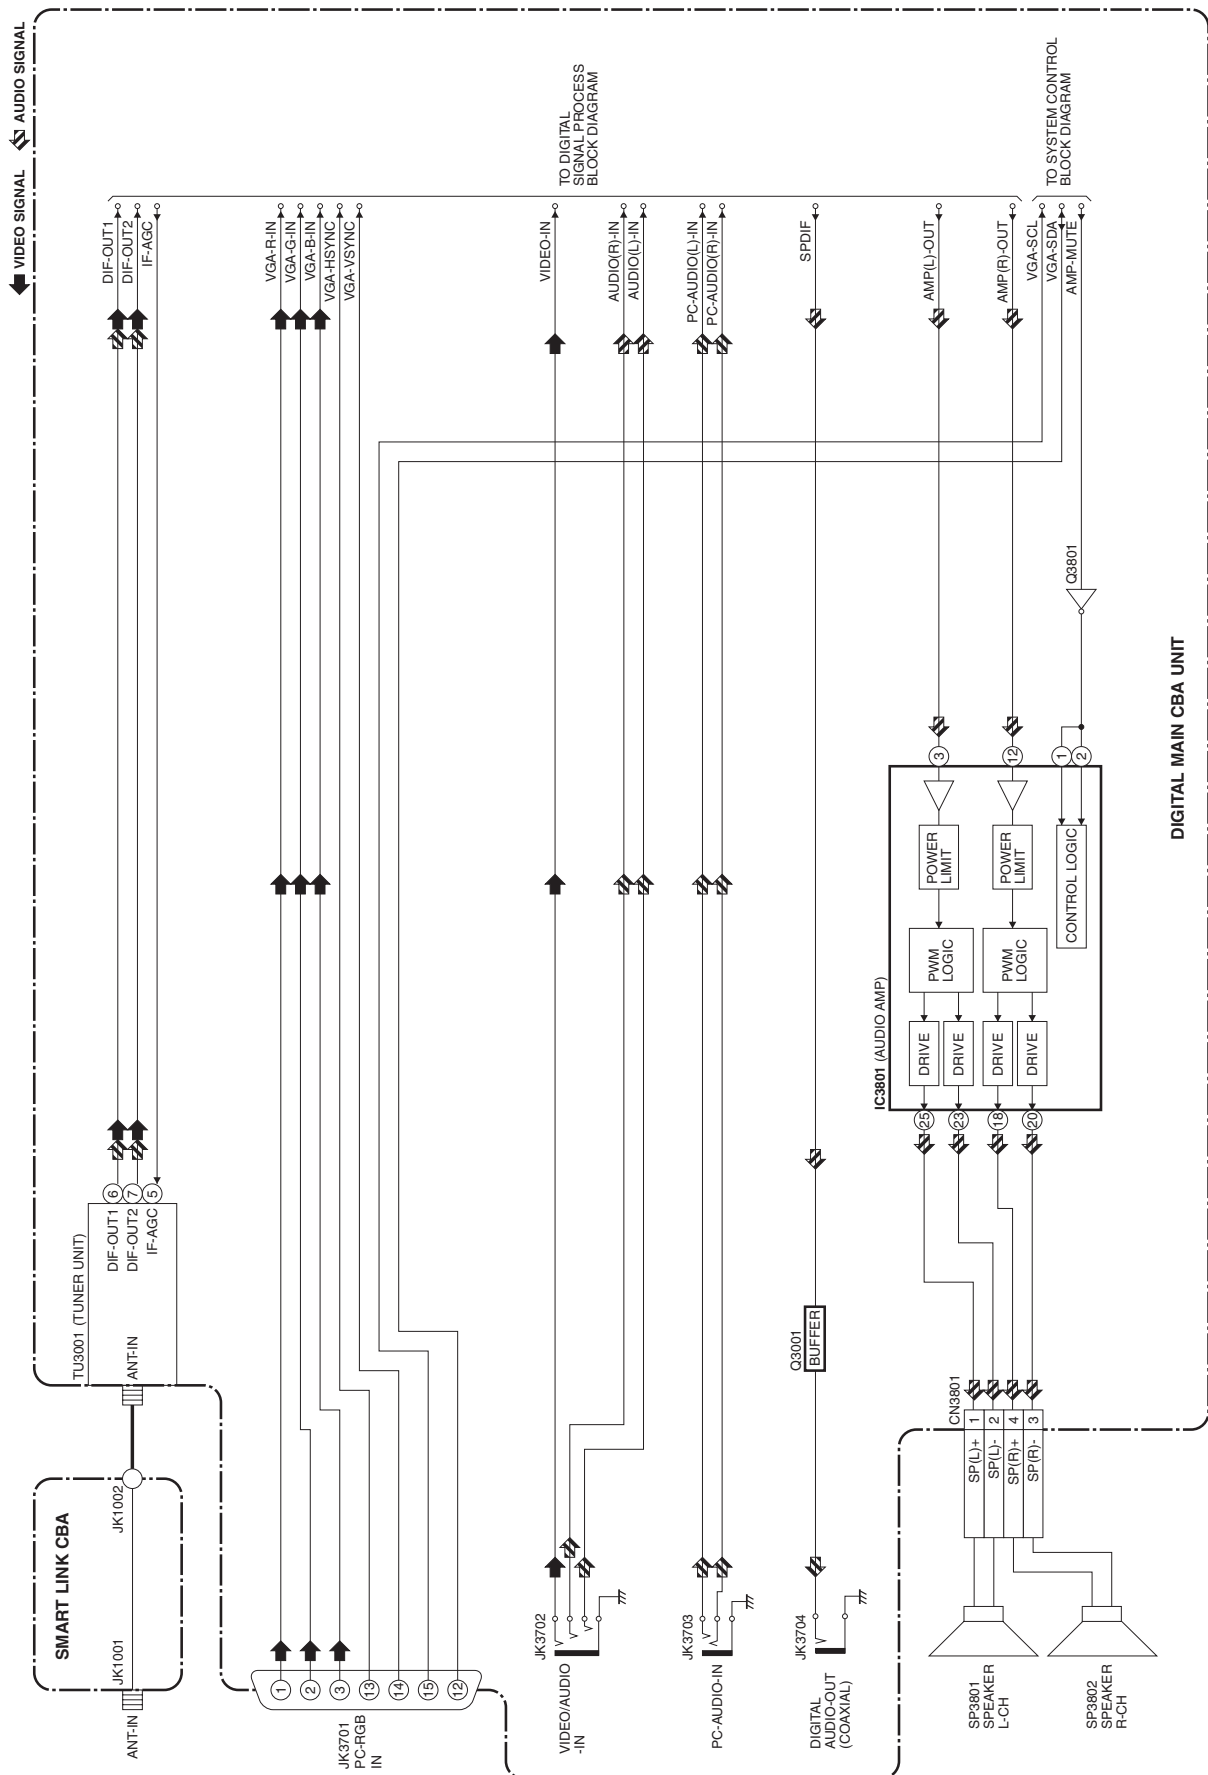 VIDEO SIGNAL
AUDIO SIGNAL
SMART LINK CBA
ANT-IN
JK1001
JK1002
TU3001 (TUNER UNIT)
ANT-IN
DIF-OUT1
DIF-OUT2
IF-AGC
6
7
5
DIF-OUT1
DIF-OUT2
IF-AGC
JK3701
PC-RGB
IN
1
2
3
13
14
15
12
VGA-R-IN
VGA-G-IN
VGA-B-IN
VGA-HSYNC
VGA-VSYNC
VIDEO/AUDIO
-IN
JK3702
VIDEO-IN
AUDIO(R)-IN
AUDIO(L)-IN
TO DIGITAL
SIGNAL PROCESS
BLOCK DIAGRAM
PC-AUDIO-IN
JK3703
PC-AUDIO(L)-IN
PC-AUDIO(R)-IN
DIGITAL
AUDIO-OUT
(COAXIAL)
JK3704
Q3001
BUFFER
SPDIF
SP3801
SPEAKER
L-CH
SP3802
SPEAKER
R-CH
CN3801
SP(L)+
1
SP(L)-
2
SP(R)+
4
SP(R)-
3
IC3801 (AUDIO AMP)
25
23
18
20
DRIVE
DRIVE
DRIVE
DRIVE
PWM
LOGIC
PWM
LOGIC
POWER
LIMIT
POWER
LIMIT
CONTROL LOGIC
3
12
1
2
Q3801
AMP(L)-OUT
AMP(R)-OUT
VGA-SCL
VGA-SDA
AMP-MUTE
TO SYSTEM CONTROL
BLOCK DIAGRAM
DIGITAL MAIN CBA UNIT